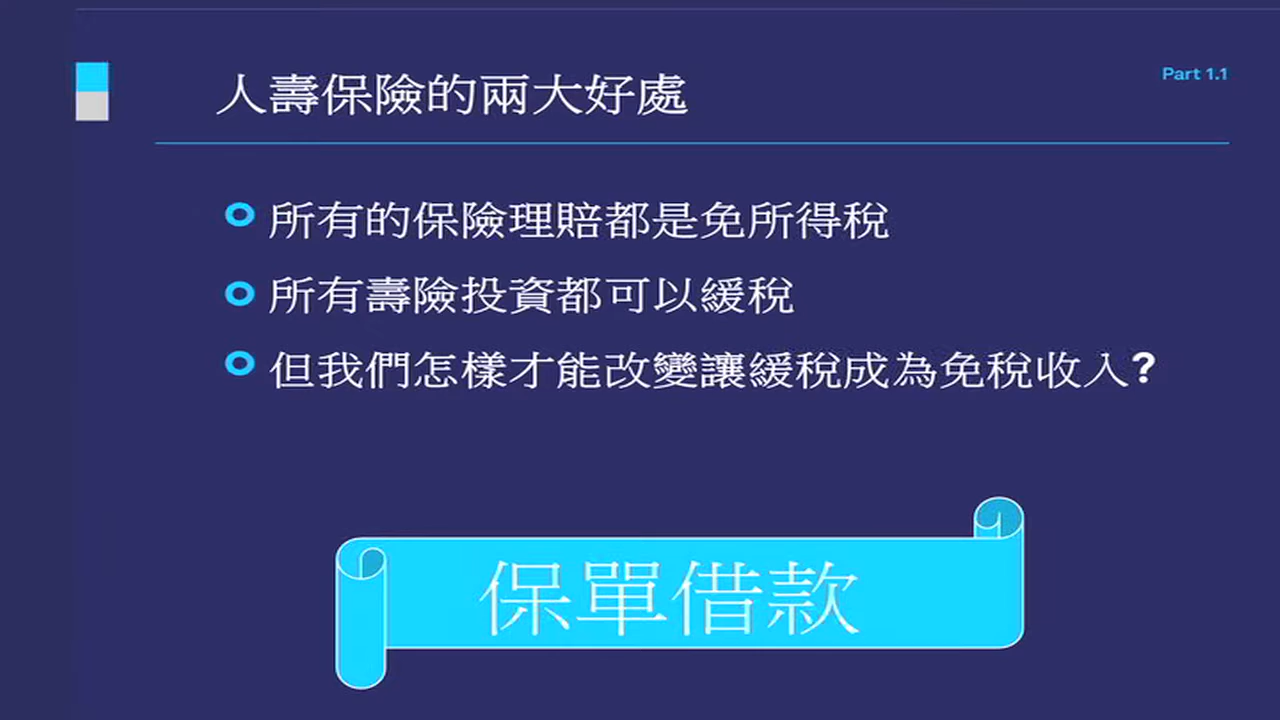 人壽保險的兩大好處
Part 1.1
所有的保險理賠都是免所得稅
所有壽險投資都可以緩稅
但我們怎樣才能改變讓緩稅成為免稅收入?
保單借款